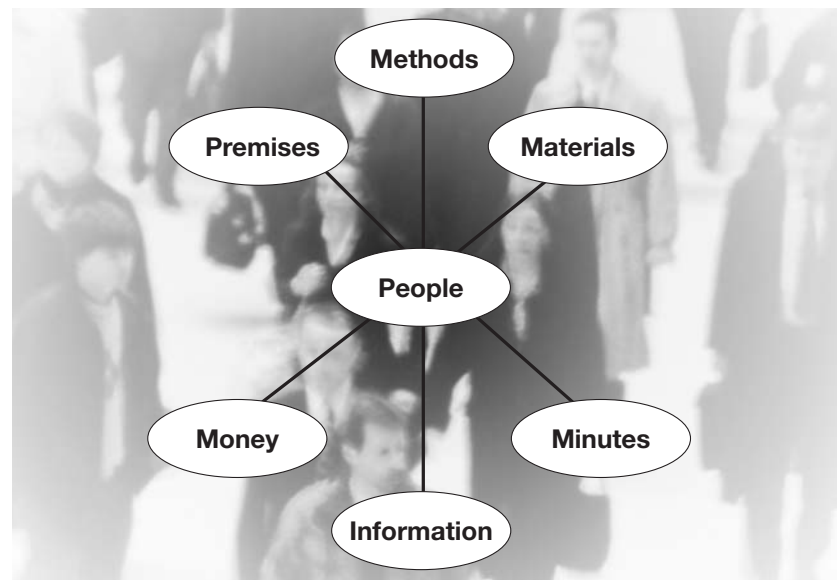 Methods
Premises
Materials
People
Money
Minutes
Information